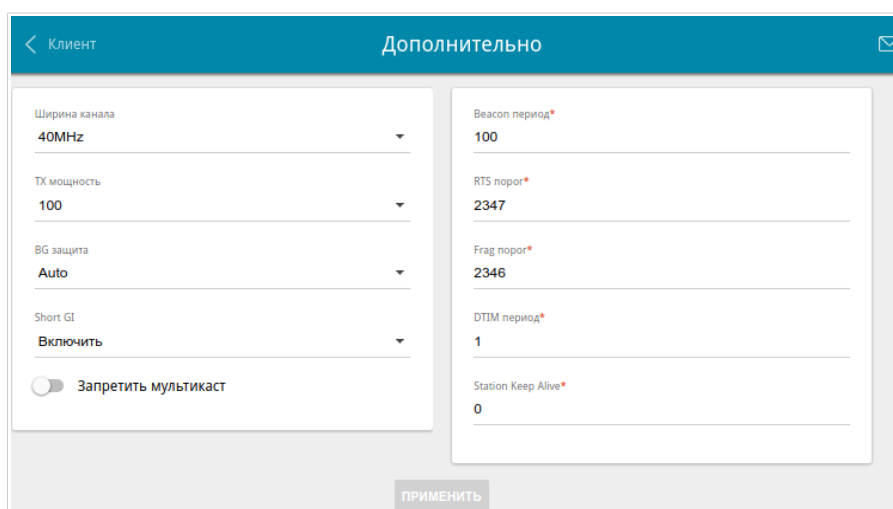 Клиент
Дополнительно
Ширина канала
40MHz
TX мощность
100
BG защита
Auto
Short GI
Включить
Запретить мультикаст
Beacon период*
100
RTS порог*
2347
Frag порог*
2346
DTIM период*
1
Station Keep Alive*
0
ПРИМЕНИТЬ